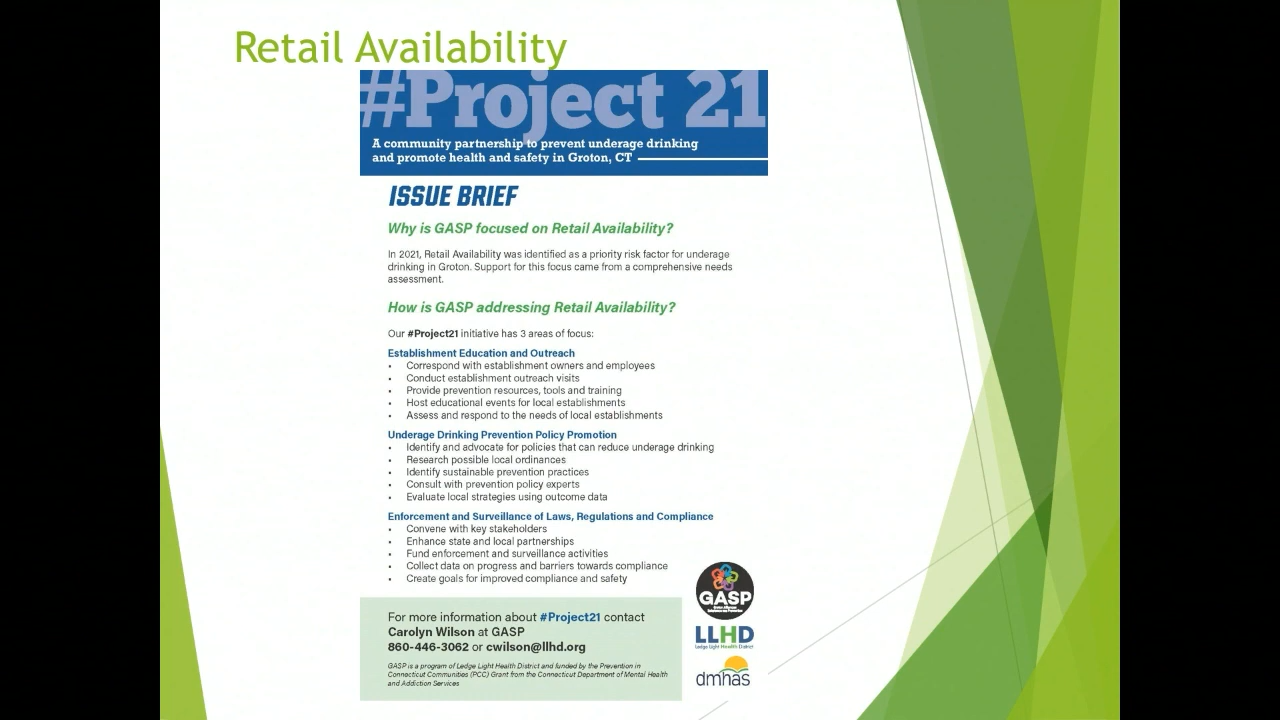 Retail Availability
#Project 21
A community partnership to prevent underage drinking
and promote health and safety in Groton, CT
ISSUE BRIEF
Why is GASP focused on Retail Availability?
In 2021, Retail Availability was identified as a priority risk factor for underage
drinking in Groton. Support for this focus came from a comprehensive needs
assessment.
How is GASP addressing Retail Availability?
Our #Project21 initiative has 3 areas of focus:
Establishment Education and Outreach
• Correspond with establishment owners and employees
• Conduct establishment outreach visits
• Provide prevention resources, tools and training
• Host educational events for local establishments
• Assess and respond to the needs of local establishments
Underage Drinking Prevention Policy Promotion
• Identify and advocate for policies that can reduce underage drinking
• Research possible local ordinances
• Identify sustainable prevention practices
• Consult with prevention policy experts
• Evaluate local strategies using outcome data
Enforcement and Surveillance of Laws, Regulations and Compliance
• Convene with key stakeholders
• Enhance state and local partnerships
• Fund enforcement and surveillance activities
• Collect data on progress and barriers towards compliance
• Create goals for improved compliance and safety
For more information about #Project21 contact
Carolyn Wilson at GASP
860-446-3062 or cwilson@llhd.org
GASP is a program of Ledge Light Health District and funded by the Prevention in
Connecticut Communities (PCC) Grant from the Connecticut Department of Mental Health
and Addiction Services
GASP
LLHD
Ledge Light Health District
dmhas